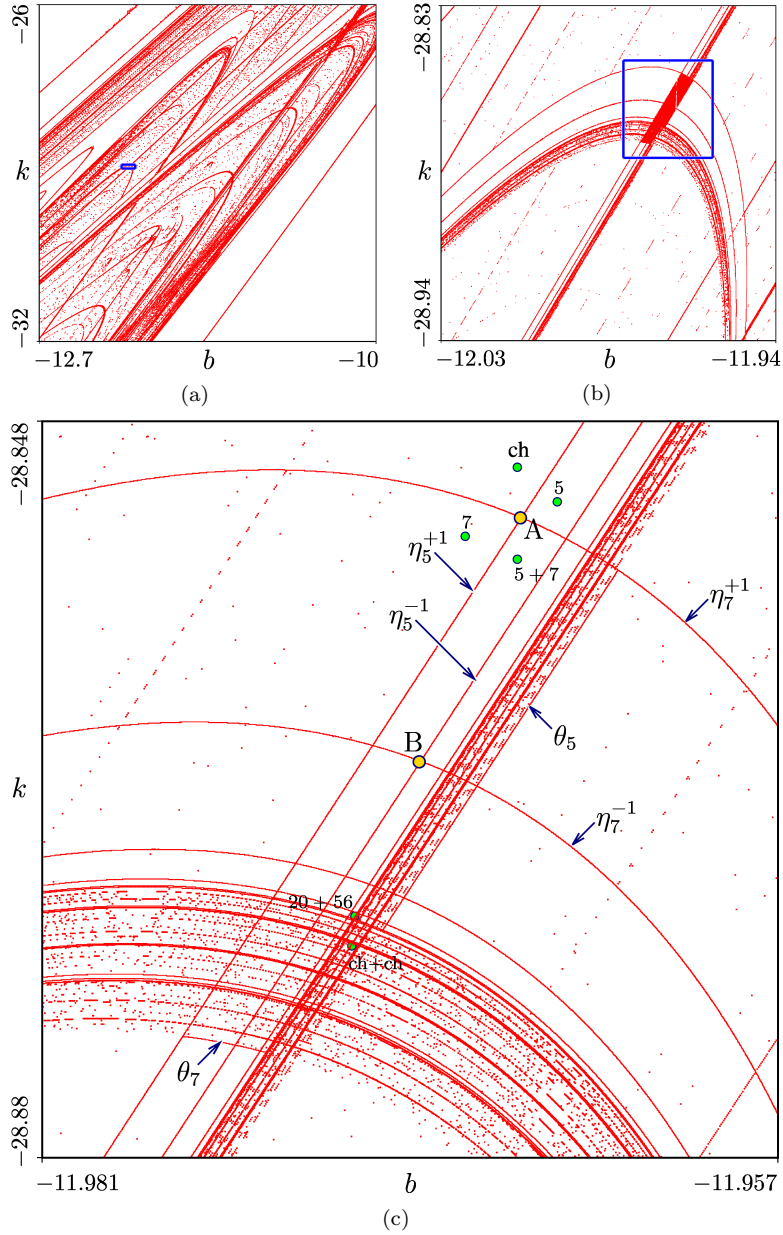 −26
k
−32
−12.7
b
−10
(a)
−28.83
k
−28.94
−12.03
b
−11.94
(b)
−28.848
ch
5
7
A
η₅⁺¹
5 + 7
η₇⁺¹
η₅⁻¹
θ₅
B
k
η₇⁻¹
20 + 56
ch+ch
θ₇
−28.88
−11.981
b
−11.957
(c)